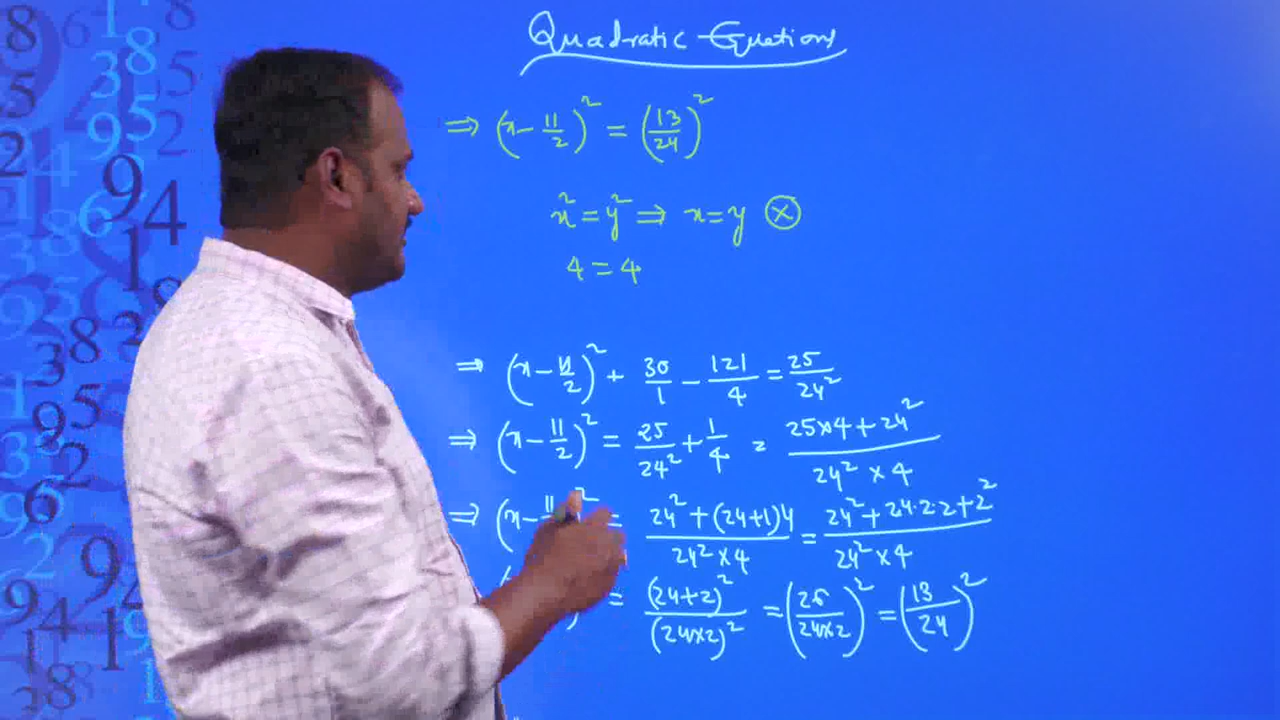 Quadratic Equetions
⇒ (x - 11/2)² = (13/24)²
x² = y² ⇒ x = y ⊗
4 = 4
⇒ (x - 11/2)² + 30/1 - 121/4 = 25/24²
⇒ (x - 11/2)² = 25/24² + 1/4 = (25×4 + 24²)/(24² × 4)
⇒ (x - 11/ ² = (24² + (24+1)4)/(24² × 4) = (24² + 24·2·2 + 2²)/(24² × 4)
= (24+2)²/(24×2)² = (26/(24×2))² = (13/24)²